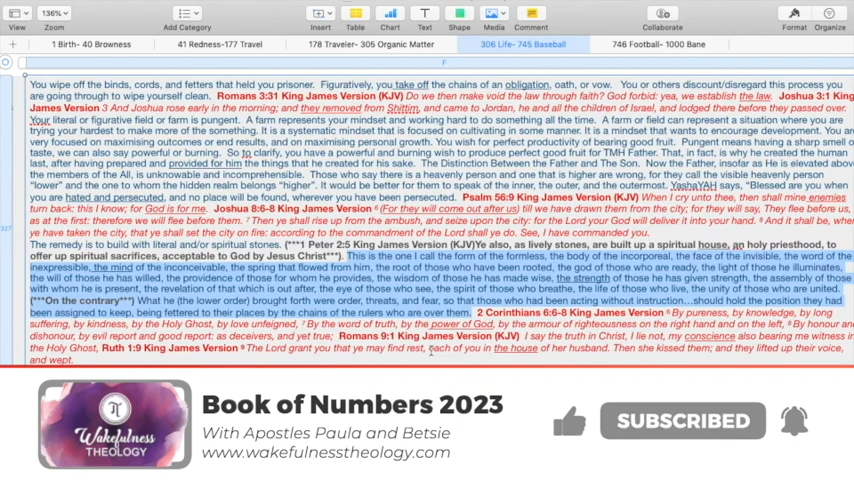 136%
View
Zoom
Add Category
Insert
Table
Chart
Text
Shape
Media
Comment
Collaborate
Format
Organize
1 Birth- 40 Browness
41 Redness-177 Travel
178 Traveler- 305 Organic Matter
306 Life- 745 Baseball
746 Football- 1000 Bane
F
You wipe off the binds, cords, and fetters that held you prisoner. Figuratively, you take off the chains of an obligation, oath, or vow. You or others discount/disregard this process you
are going through to wipe yourself clean. Romans 3:31 King James Version (KJV) Do we then make void the law through faith? God forbid: yea, we establish the law. Joshua 3:1 King
James Version 3 And Joshua rose early in the morning; and they removed from Shittim, and came to Jordan, he and all the children of Israel, and lodged there before they passed over.
Your literal or figurative field or farm is pungent. A farm represents your mindset and working hard to do something all the time. A farm or field can represent a situation where you are
trying your hardest to make more of the something. It is a systematic mindset that is focused on cultivating in some manner. It is a mindset that wants to encourage development. You are
very focused on maximising outcomes or end results, and on maximising personal growth. You wish for perfect productivity of bearing good fruit. Pungent means having a sharp smell or
taste, we can also say powerful or burning. So to clarify, you have a powerful and burning wish to produce perfect good fruit for TMH Father. That, in fact, is why he created the human
last, after having prepared and provided for him the things that he created for his sake. The Distinction Between the Father and The Son. Now the Father, insofar as He is elevated above
the members of the All, is unknowable and incomprehensible. Those who say there is a heavenly person and one that is higher are wrong, for they call the visible heavenly person
“lower” and the one to whom the hidden realm belongs “higher”. It would be better for them to speak of the inner, the outer, and the outermost. YashaYAH says, “Blessed are you when
you are hated and persecuted, and no place will be found, wherever you have been persecuted. Psalm 56:9 King James Version (KJV) When I cry unto thee, then shall mine enemies
turn back: this I know; for God is for me. Joshua 8:6-8 King James Version 6 (For they will come out after us) till we have drawn them from the city; for they will say, They flee before us,
as at the first: therefore we will flee before them. 7 Then ye shall rise up from the ambush, and seize upon the city: for the Lord your God will deliver it into your hand. 8 And it shall be, when
ye have taken the city, that ye shall set the city on fire: according to the commandment of the Lord shall ye do. See, I have commanded you.
317
The remedy is to build with literal and/or spiritual stones. (***1 Peter 2:5 King James Version (KJV)Ye also, as lively stones, are built up a spiritual house, an holy priesthood, to
offer up spiritual sacrifices, acceptable to God by Jesus Christ***). This is the one I call the form of the formless, the body of the incorporeal, the face of the invisible, the word of the
inexpressible, the mind of the inconceivable, the spring that flowed from him, the root of those who have been rooted, the god of those who are ready, the light of those he illuminates,
the will of those he has willed, the providence of those for whom he provides, the wisdom of those he has made wise, the strength of those he has given strength, the assembly of those
with whom he is present, the revelation of that which is out after, the eye of those who see, the spirit of those who breathe, the life of those who live, the unity of those who are united.
(***On the contrary***) What he (the lower order) brought forth were order, threats, and fear, so that those who had been acting without instruction...should hold the position they had
been assigned to keep, being fettered to their places by the chains of the rulers who are over them. 2 Corinthians 6:6-8 King James Version 6 By pureness, by knowledge, by long
suffering, by kindness, by the Holy Ghost, by love unfeigned, 7 By the word of truth, by the power of God, by the armour of righteousness on the right hand and on the left, 8 By honour and
dishonour, by evil report and good report: as deceivers, and yet true; Romans 9:1 King James Version (KJV) I say the truth in Christ, I lie not, my conscience also bearing me witness in
the Holy Ghost, Ruth 1:9 King James Version 9 The Lord grant you that ye may find rest, each of you in the house of her husband. Then she kissed them; and they lifted up their voice,
and wept.
Wakefulness
THEOLOGY
Book of Numbers 2023
With Apostles Paula and Betsie
www.wakefulnesstheology.com
SUBSCRIBED